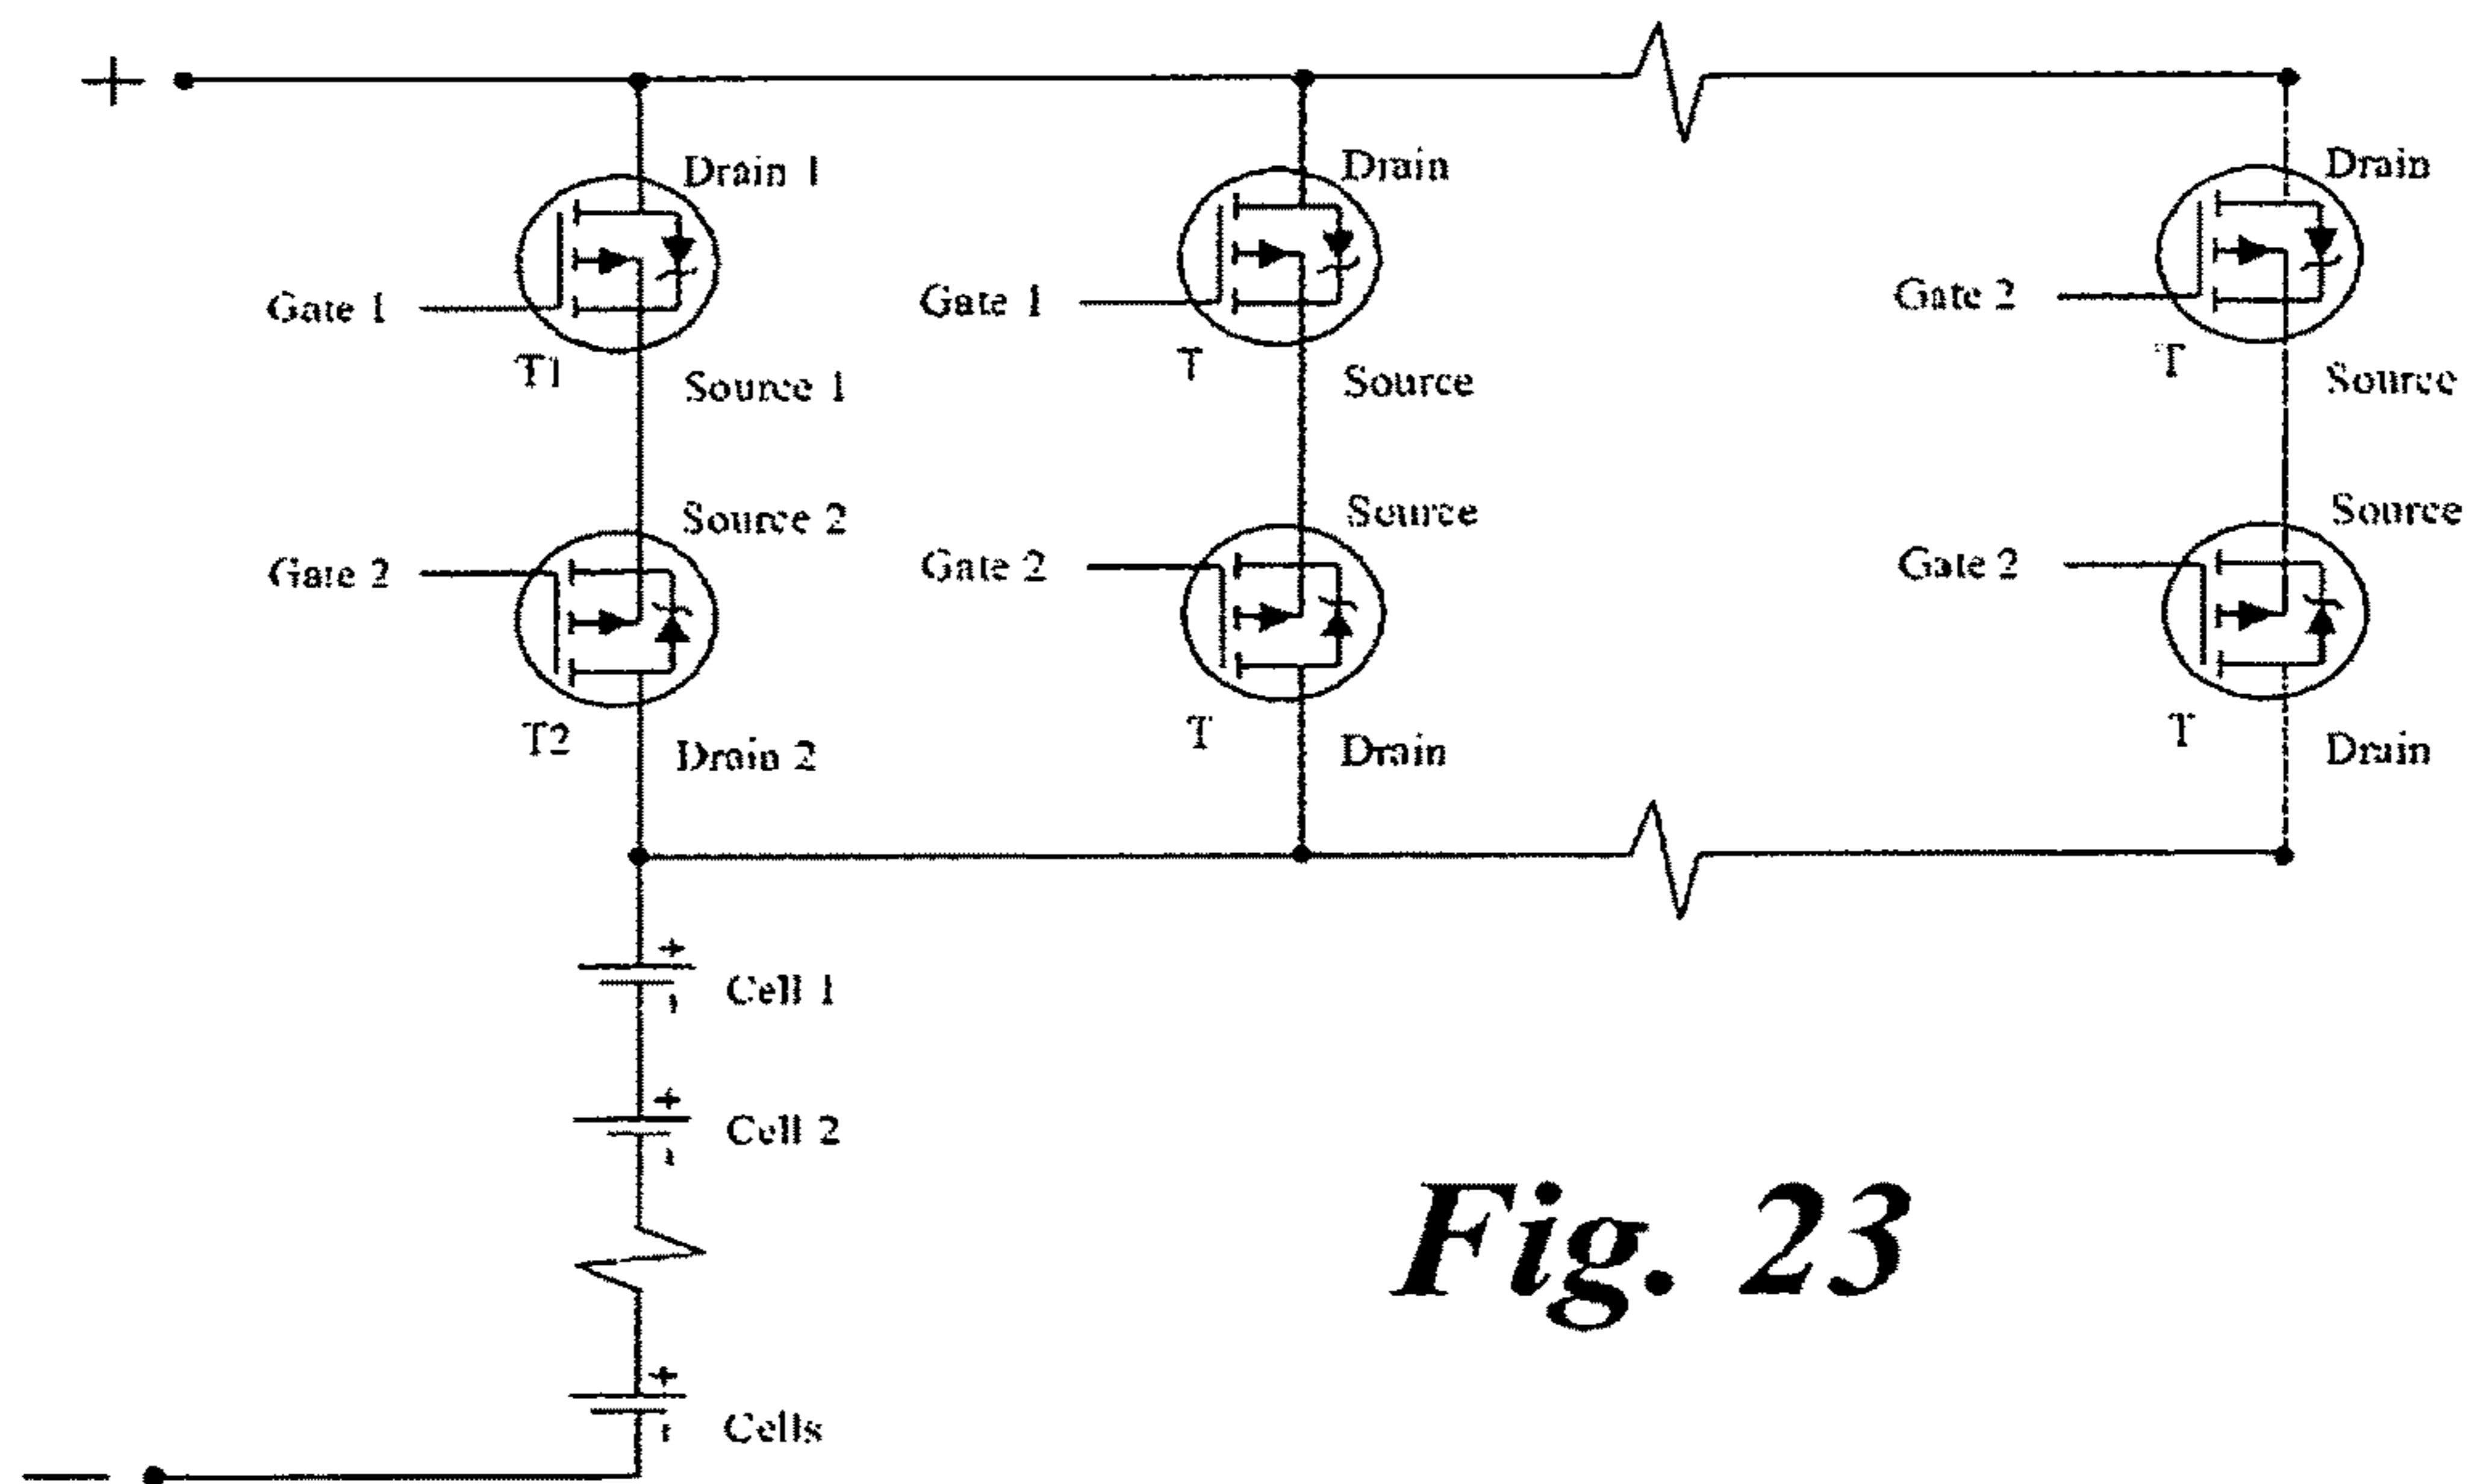 +
Drain 1
Drain
Drain
Gate 1
Gate 1
Gate 2
T1
T
T
Source 1
Source
Source
Source 2
Source
Source
Gate 2
Gate 2
Gate 2
T2
T
T
Drain 2
Drain
Drain
+
Cell 1
-
+
Cell 2
-
+
Cells
-
Fig. 23
—